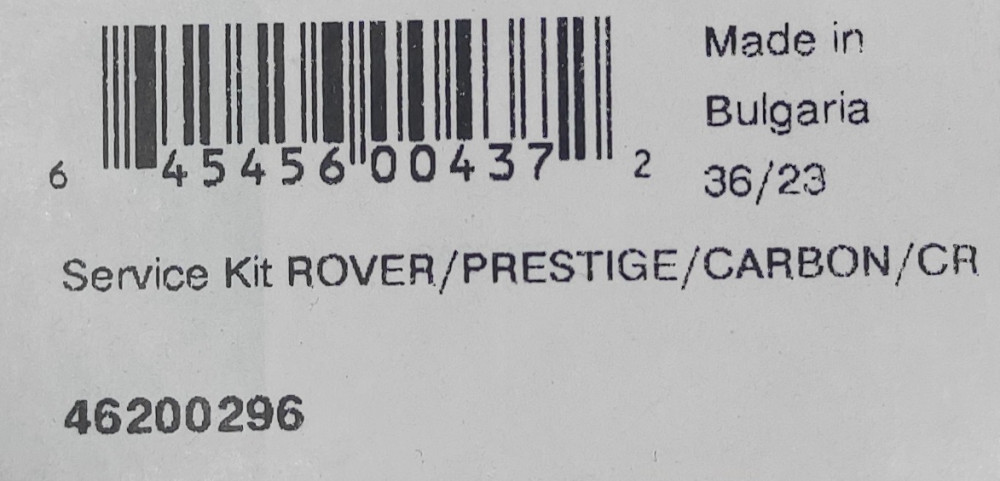 Made in
Bulgaria
36/23
6 45456 00437 2
Service Kit ROVER/PRESTIGE/CARBON/CR
46200296